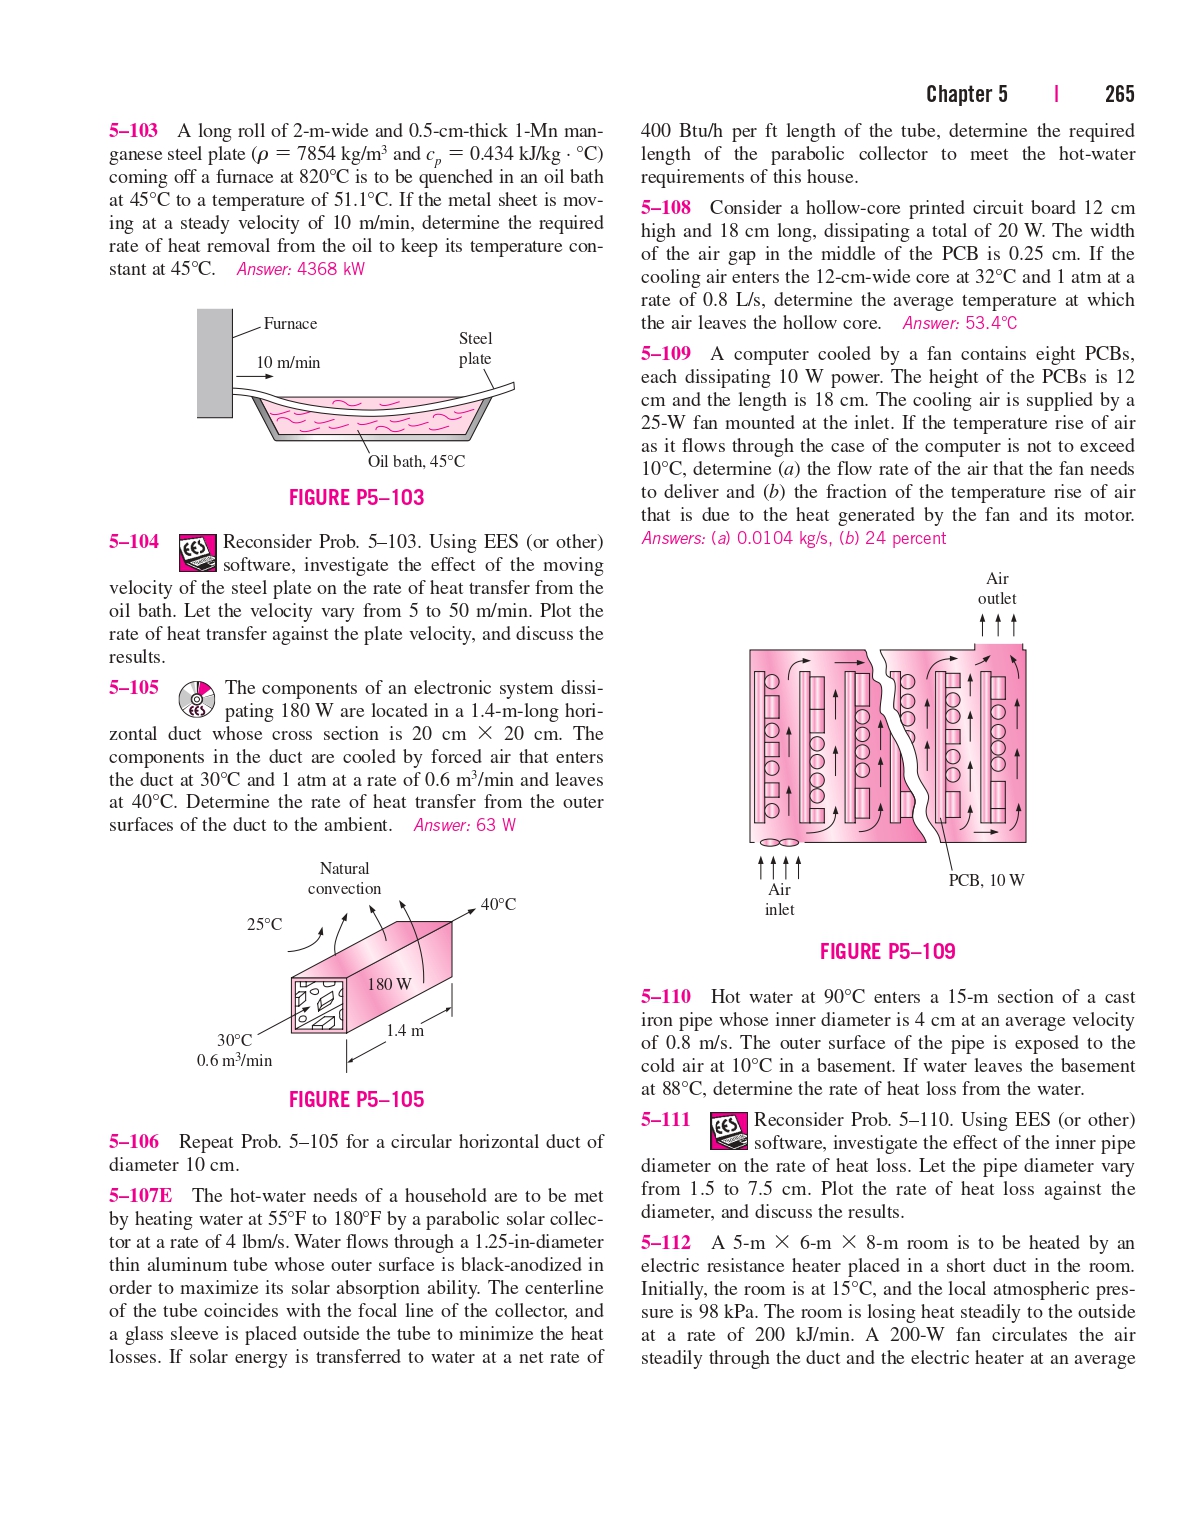 Chapter 5 | 265
5–103 A long roll of 2-m-wide and 0.5-cm-thick 1-Mn man-
ganese steel plate (ρ = 7854 kg/m³ and cₚ = 0.434 kJ/kg · °C)
coming off a furnace at 820°C is to be quenched in an oil bath
at 45°C to a temperature of 51.1°C. If the metal sheet is mov-
ing at a steady velocity of 10 m/min, determine the required
rate of heat removal from the oil to keep its temperature con-
stant at 45°C. Answer: 4368 kW
Furnace
10 m/min
Steel
plate
Oil bath, 45°C
FIGURE P5–103
5–104 EES Reconsider Prob. 5–103. Using EES (or other)
software, investigate the effect of the moving
velocity of the steel plate on the rate of heat transfer from the
oil bath. Let the velocity vary from 5 to 50 m/min. Plot the
rate of heat transfer against the plate velocity, and discuss the
results.
5–105 EES The components of an electronic system dissi-
pating 180 W are located in a 1.4-m-long hori-
zontal duct whose cross section is 20 cm × 20 cm. The
components in the duct are cooled by forced air that enters
the duct at 30°C and 1 atm at a rate of 0.6 m³/min and leaves
at 40°C. Determine the rate of heat transfer from the outer
surfaces of the duct to the ambient. Answer: 63 W
Natural
convection
40°C
25°C
180 W
1.4 m
30°C
0.6 m³/min
FIGURE P5–105
5–106 Repeat Prob. 5–105 for a circular horizontal duct of
diameter 10 cm.
5–107E The hot-water needs of a household are to be met
by heating water at 55°F to 180°F by a parabolic solar collec-
tor at a rate of 4 lbm/s. Water flows through a 1.25-in-diameter
thin aluminum tube whose outer surface is black-anodized in
order to maximize its solar absorption ability. The centerline
of the tube coincides with the focal line of the collector, and
a glass sleeve is placed outside the tube to minimize the heat
losses. If solar energy is transferred to water at a net rate of
400 Btu/h per ft length of the tube, determine the required
length of the parabolic collector to meet the hot-water
requirements of this house.
5–108 Consider a hollow-core printed circuit board 12 cm
high and 18 cm long, dissipating a total of 20 W. The width
of the air gap in the middle of the PCB is 0.25 cm. If the
cooling air enters the 12-cm-wide core at 32°C and 1 atm at a
rate of 0.8 L/s, determine the average temperature at which
the air leaves the hollow core. Answer: 53.4°C
5–109 A computer cooled by a fan contains eight PCBs,
each dissipating 10 W power. The height of the PCBs is 12
cm and the length is 18 cm. The cooling air is supplied by a
25-W fan mounted at the inlet. If the temperature rise of air
as it flows through the case of the computer is not to exceed
10°C, determine (a) the flow rate of the air that the fan needs
to deliver and (b) the fraction of the temperature rise of air
that is due to the heat generated by the fan and its motor.
Answers: (a) 0.0104 kg/s, (b) 24 percent
Air
outlet
PCB, 10 W
Air
inlet
FIGURE P5–109
5–110 Hot water at 90°C enters a 15-m section of a cast
iron pipe whose inner diameter is 4 cm at an average velocity
of 0.8 m/s. The outer surface of the pipe is exposed to the
cold air at 10°C in a basement. If water leaves the basement
at 88°C, determine the rate of heat loss from the water.
5–111 EES Reconsider Prob. 5–110. Using EES (or other)
software, investigate the effect of the inner pipe
diameter on the rate of heat loss. Let the pipe diameter vary
from 1.5 to 7.5 cm. Plot the rate of heat loss against the
diameter, and discuss the results.
5–112 A 5-m × 6-m × 8-m room is to be heated by an
electric resistance heater placed in a short duct in the room.
Initially, the room is at 15°C, and the local atmospheric pres-
sure is 98 kPa. The room is losing heat steadily to the outside
at a rate of 200 kJ/min. A 200-W fan circulates the air
steadily through the duct and the electric heater at an average